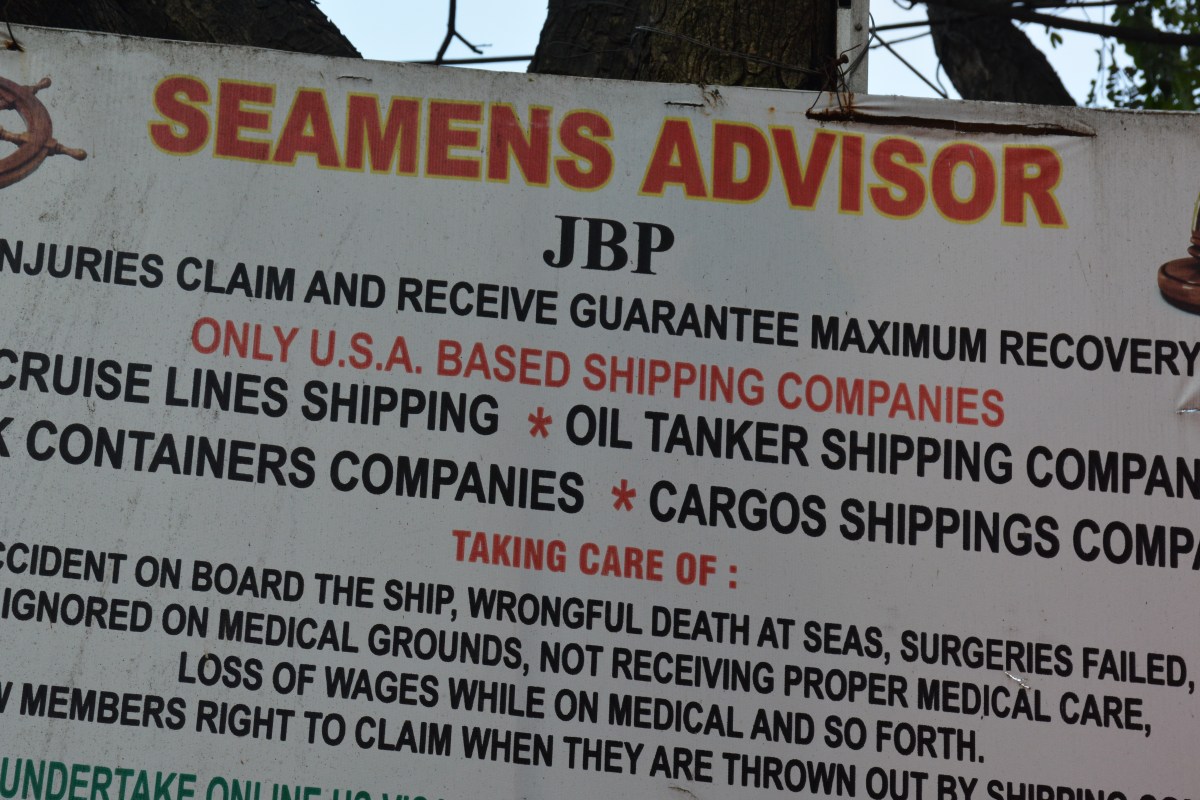 SEAMENS ADVISOR
JBP
NJURIES CLAIM AND RECEIVE GUARANTEE MAXIMUM RECOVERY
ONLY U.S.A. BASED SHIPPING COMPANIES
CRUISE LINES SHIPPING * OIL TANKER SHIPPING COMPAN
K CONTAINERS COMPANIES * CARGOS SHIPPINGS COMPA
TAKING CARE OF :
CCIDENT ON BOARD THE SHIP, WRONGFUL DEATH AT SEAS, SURGERIES FAILED,
IGNORED ON MEDICAL GROUNDS, NOT RECEIVING PROPER MEDICAL CARE,
LOSS OF WAGES WHILE ON MEDICAL AND SO FORTH.
W MEMBERS RIGHT TO CLAIM WHEN THEY ARE THROWN OUT BY SHIPPING
UNDERTAKE ONLINE US